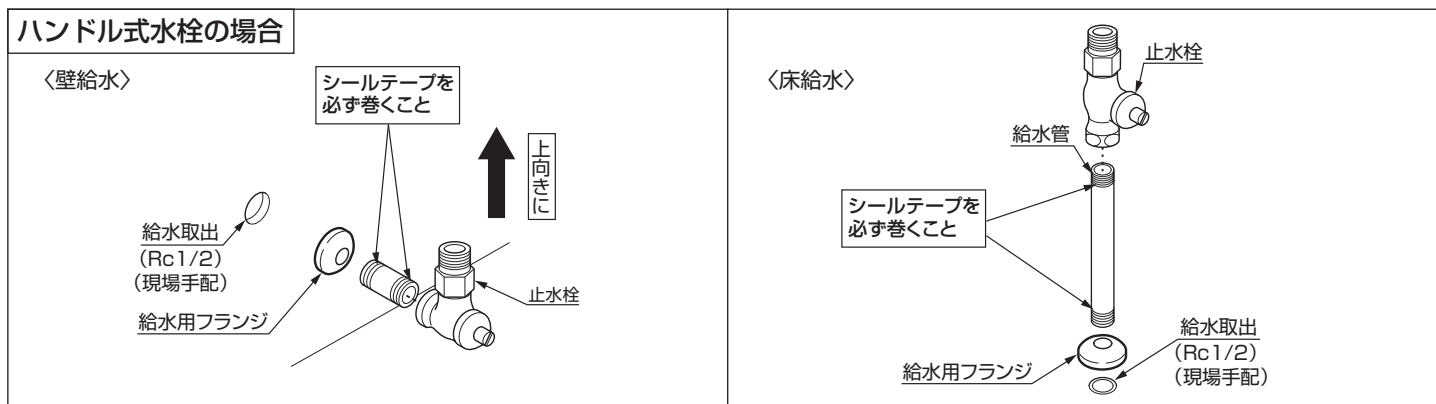 ハンドル式水栓の場合
〈壁給水〉
シールテープを
必ず巻くこと
上向きに
給水取出
(Rc1/2)
(現場手配)
給水用フランジ
止水栓
〈床給水〉
止水栓
給水管
シールテープを
必ず巻くこと
給水取出
(Rc1/2)
(現場手配)
給水用フランジ